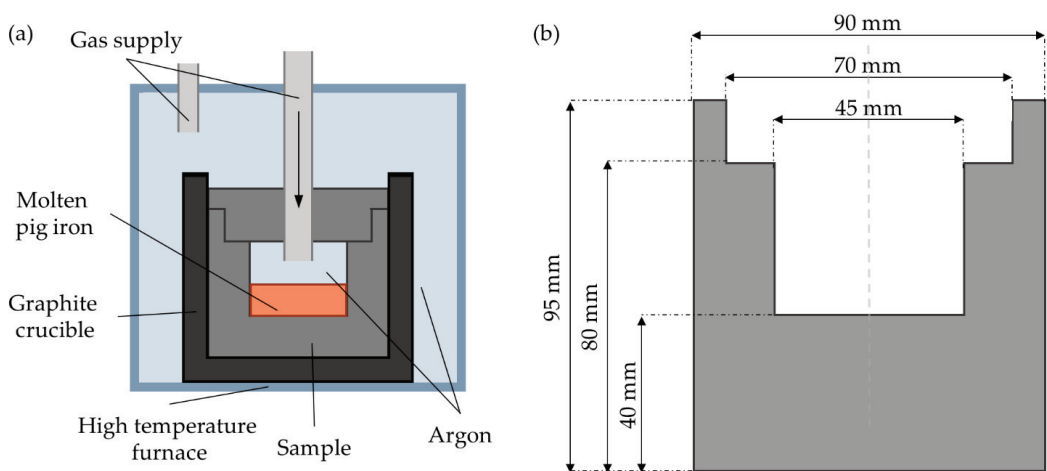 (a)
Gas supply
Molten
pig iron
Graphite
crucible
High temperature
furnace
Sample
Argon
(b)
90 mm
70 mm
45 mm
95 mm
80 mm
40 mm